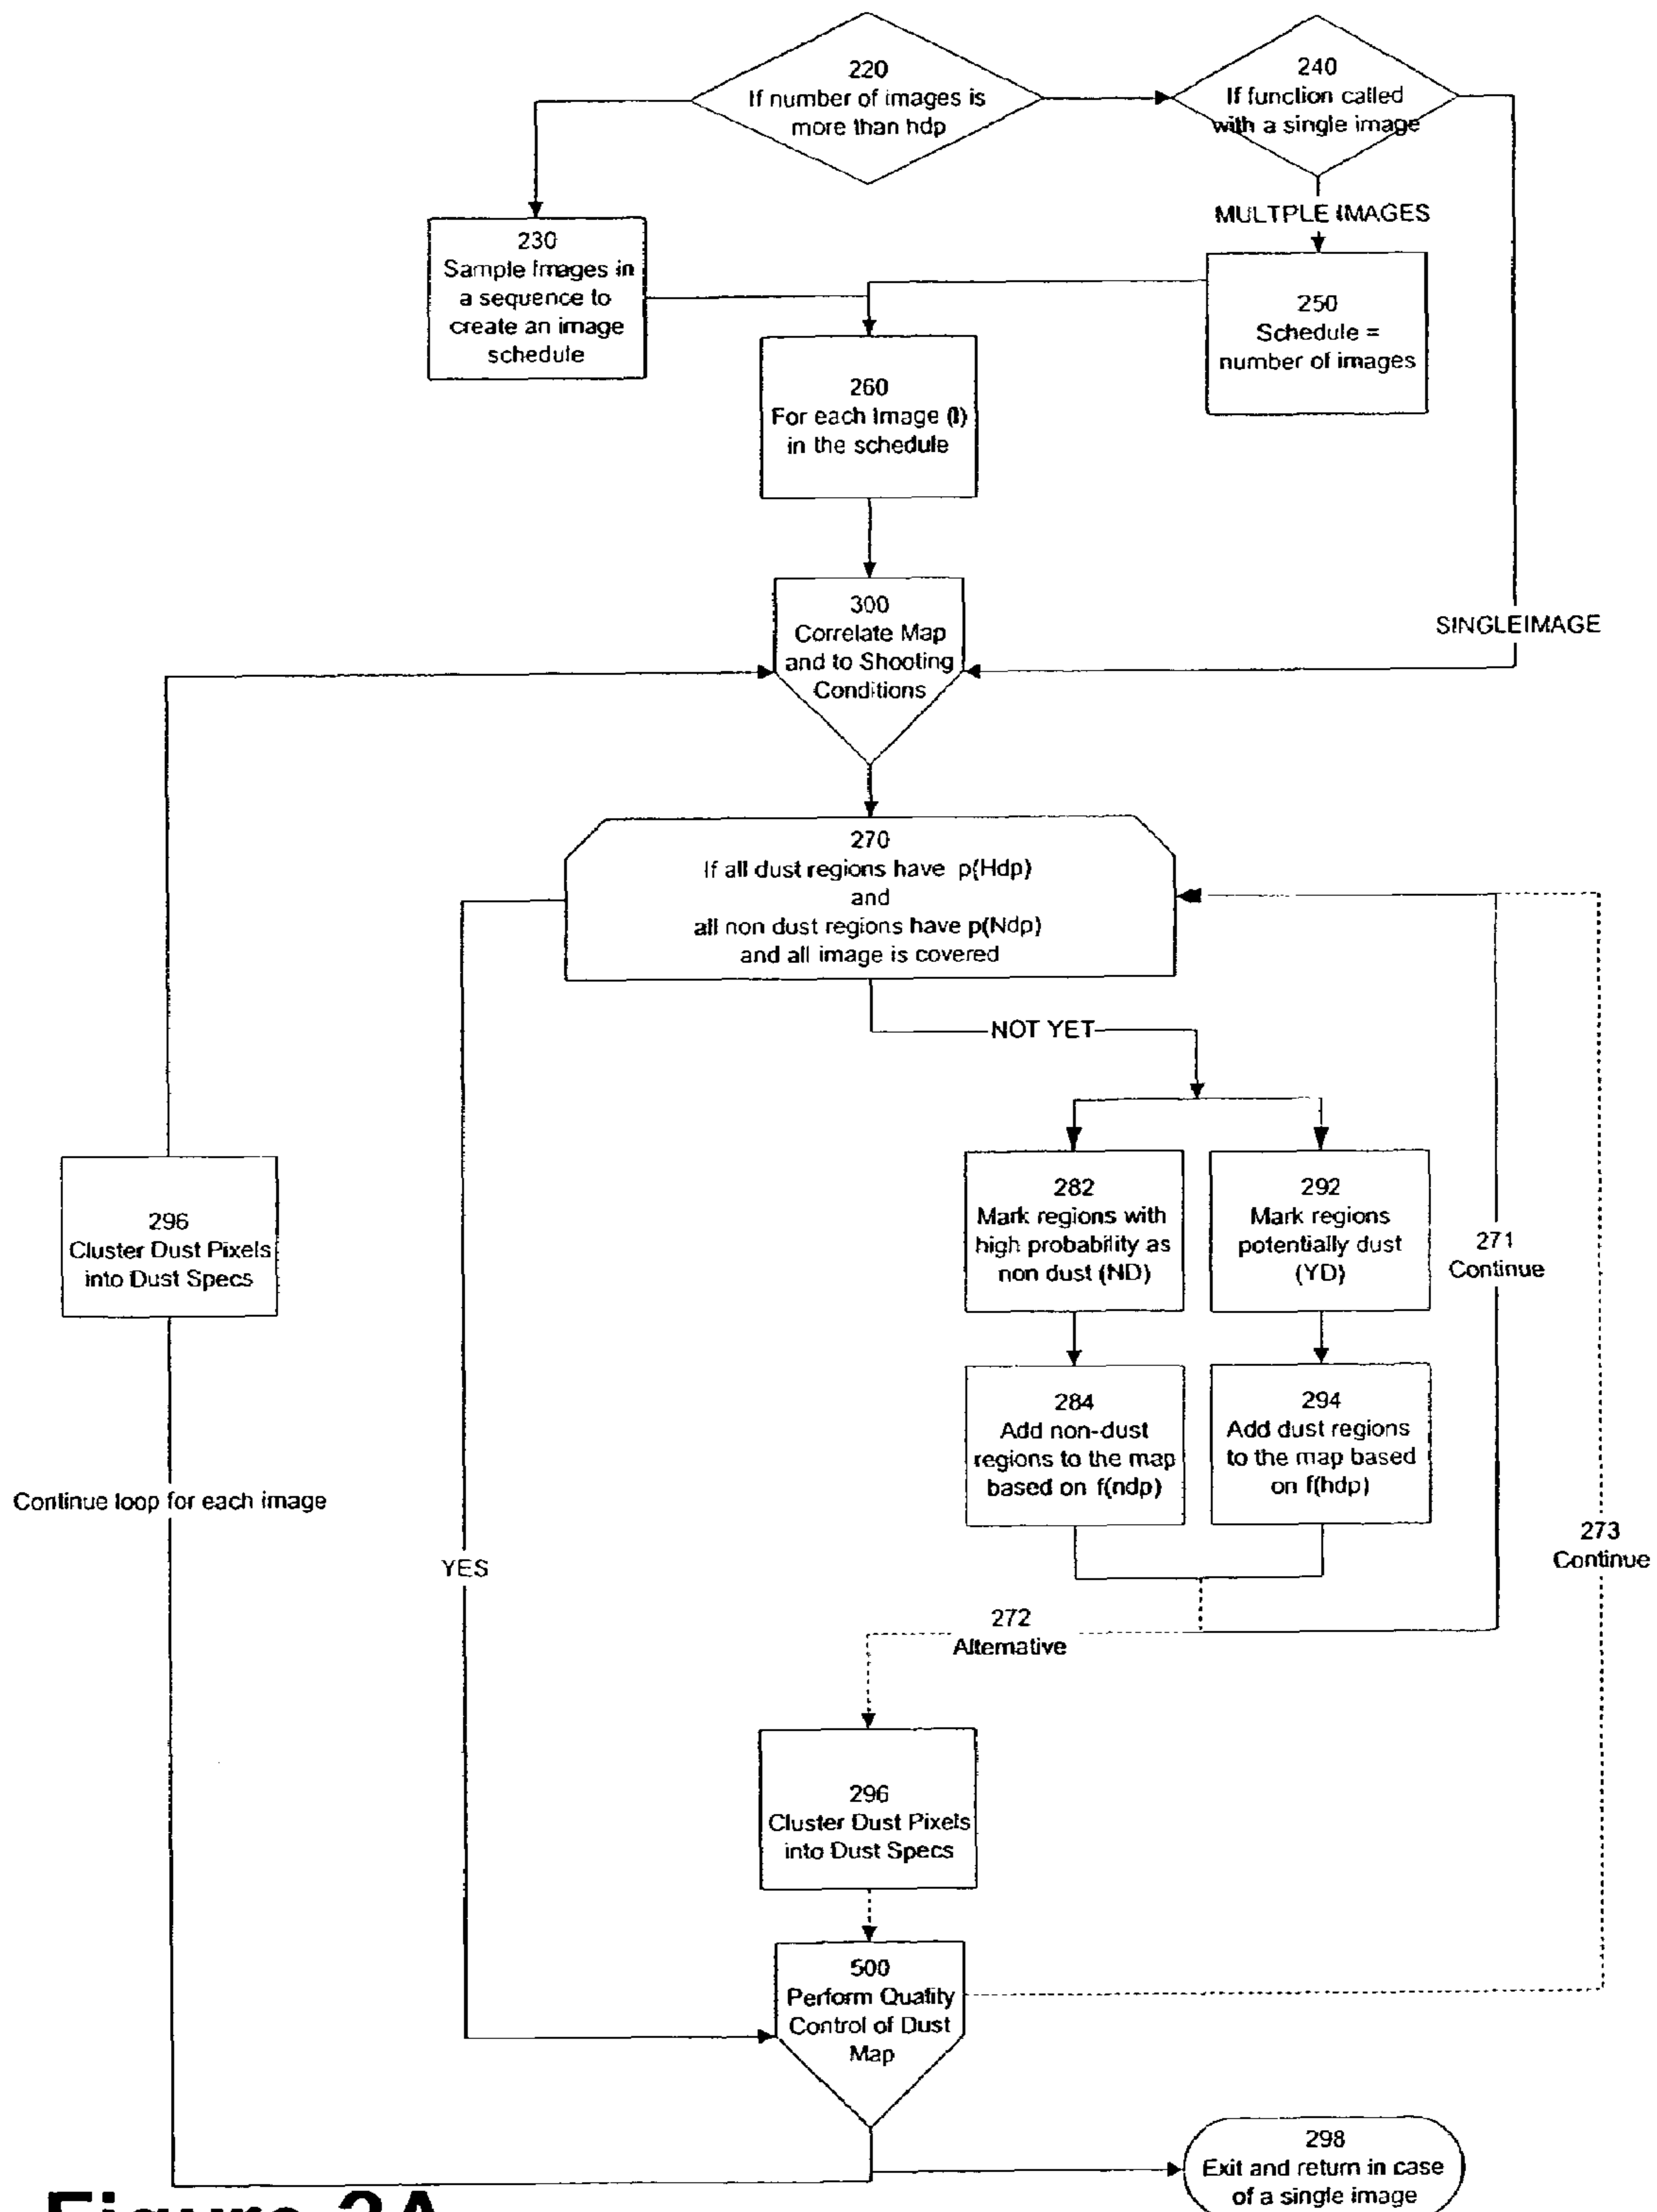 220
If number of images is
more than hdp
240
If function called
with a single image
MULTPLE IMAGES
230
Sample Images in
a sequence to
create an image
schedule
250
Schedule =
number of images
260
For each Image (I)
in the schedule
300
Correlate Map
and to Shooting
Conditions
SINGLEIMAGE
270
If all dust regions have p(Hdp)
and
all non dust regions have p(Ndp)
and all image is covered
NOT YET
282
Mark regions with
high probability as
non dust (ND)
292
Mark regions
potentially dust
(YD)
271
Continue
296
Cluster Dust Pixels
into Dust Specs
284
Add non-dust
regions to the map
based on f(ndp)
294
Add dust regions
to the map based
on f(hdp)
Continue loop for each image
273
Continue
YES
272
Alternative
296
Cluster Dust Pixels
into Dust Specs
500
Perform Quality
Control of Dust
Map
298
Exit and return in case
of a single image
Figure 2A